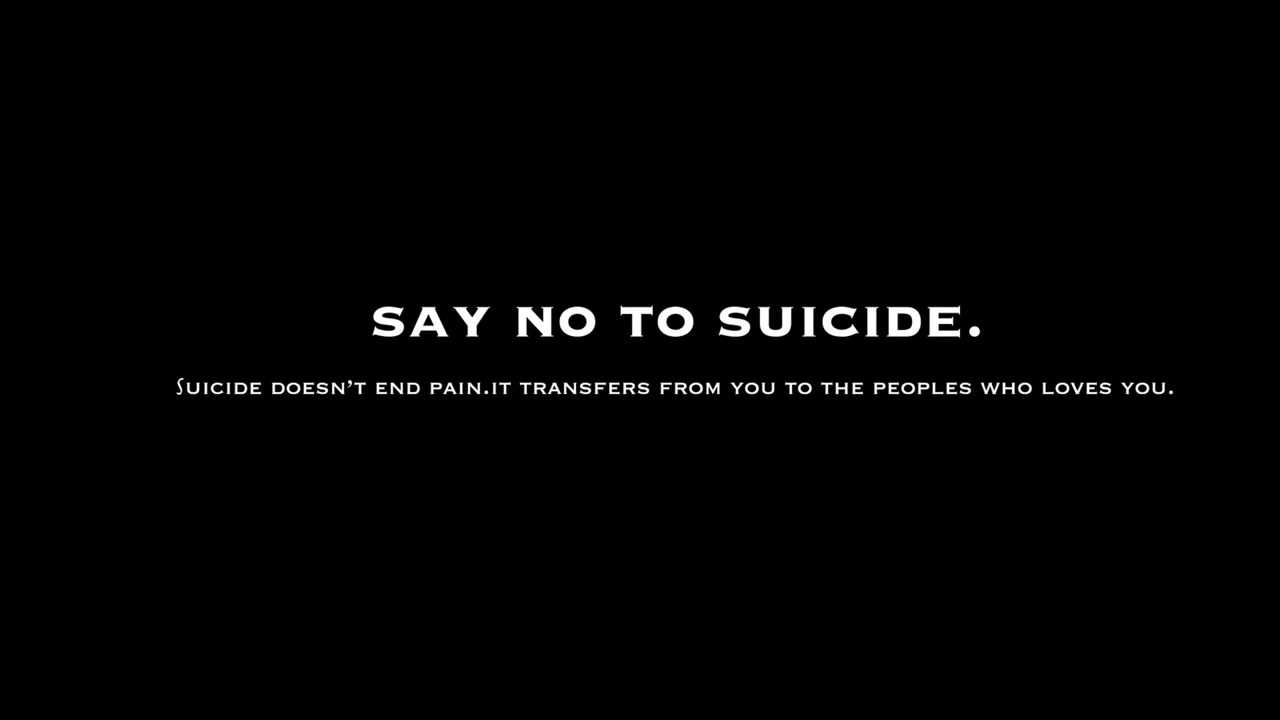 SAY NO TO SUICIDE.
SUICIDE DOESN’T END PAIN.IT TRANSFERS FROM YOU TO THE PEOPLES WHO LOVES YOU.